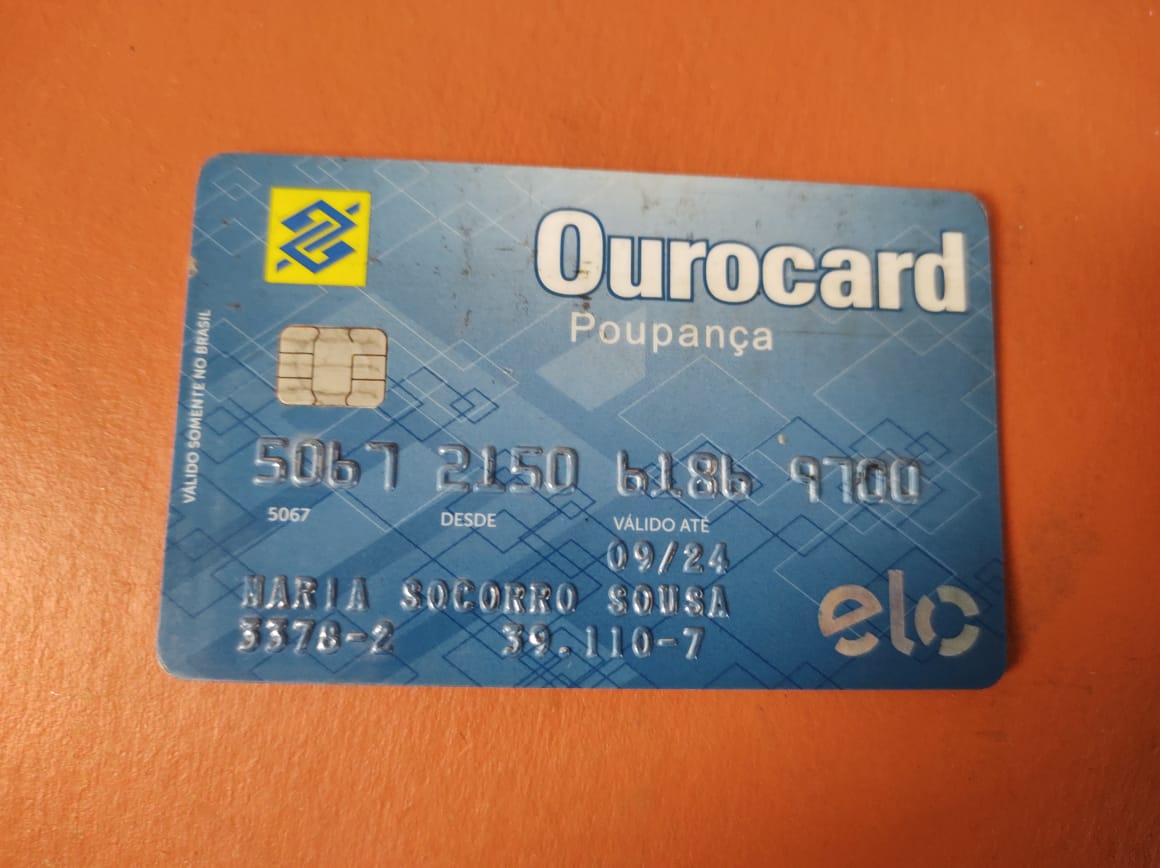 Ourocard
Poupança
VÁLIDO SOMENTE NO BRASIL
5067 2150 6186 9700
5067 DESDE VÁLIDO ATÉ
09/24
MARIA SOCORRO SOUSA
3378-2 39.110-7
elo